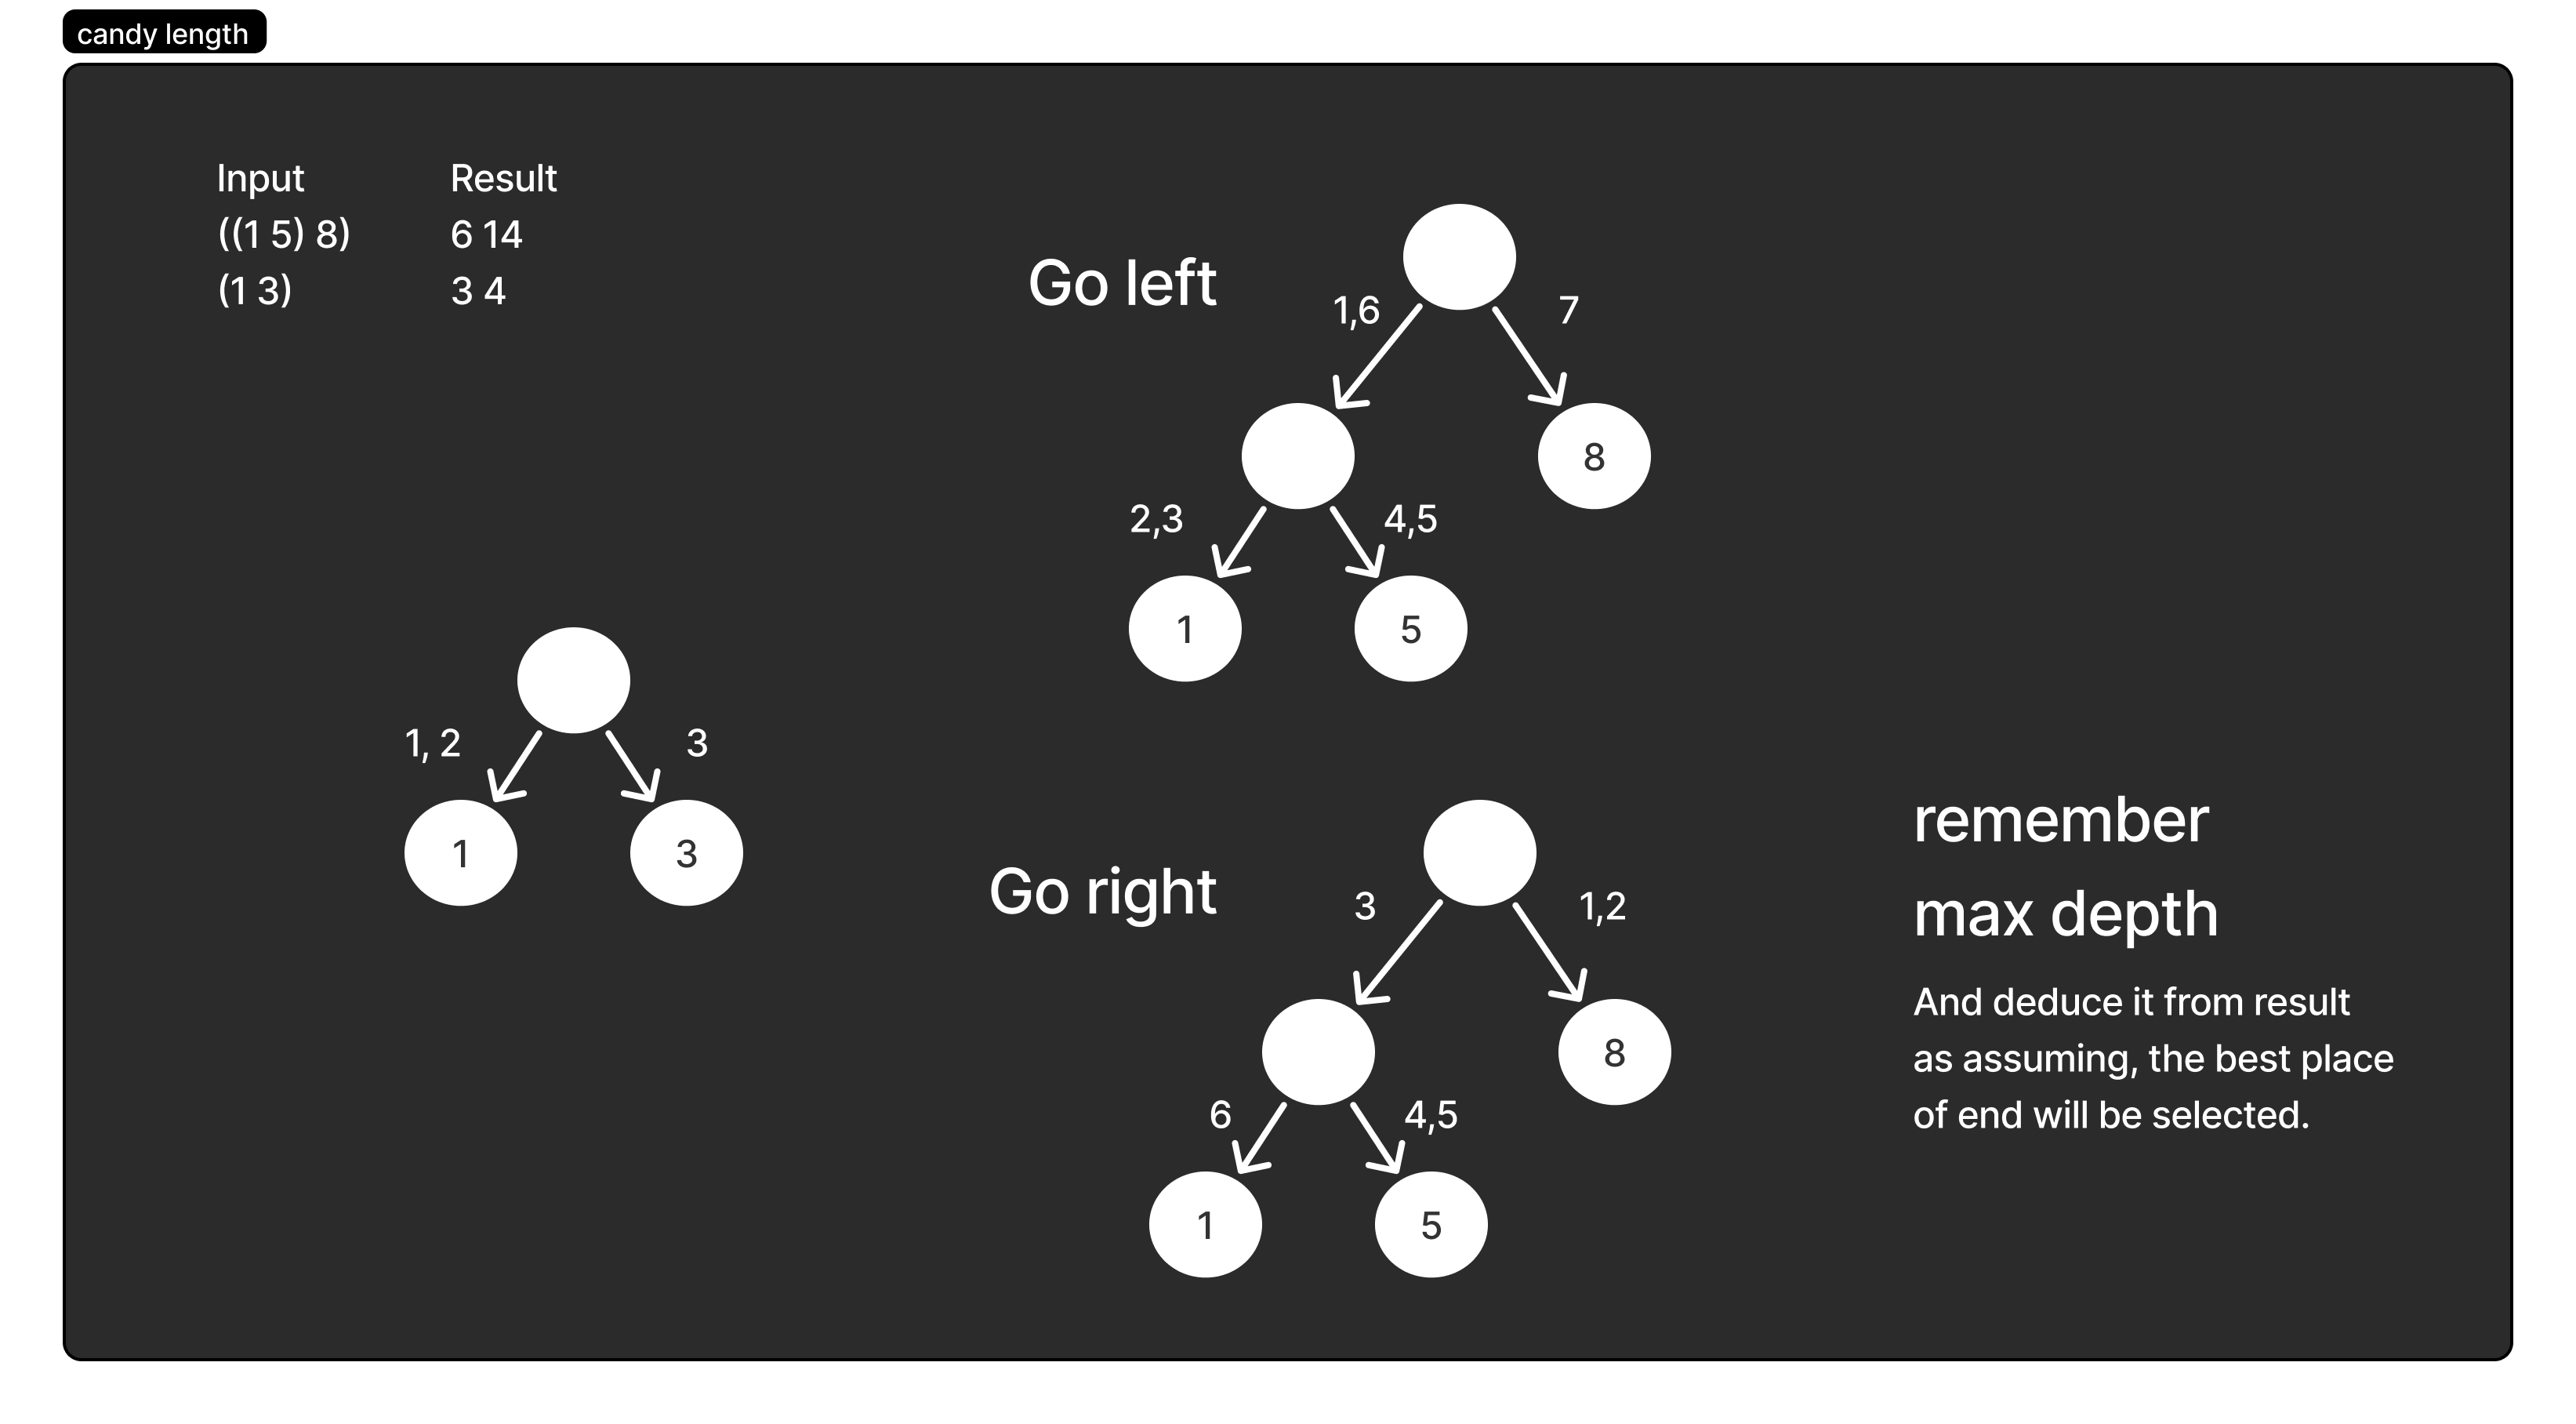 candy length
Input Result
((1 5) 8) 6 14
(1 3) 3 4
Go left
1,6 7
8
2,3 4,5
1 5
1, 2 3
1 3
Go right
3 1,2
8
6 4,5
1 5
remember
max depth
And deduce it from result
as assuming, the best place
of end will be selected.